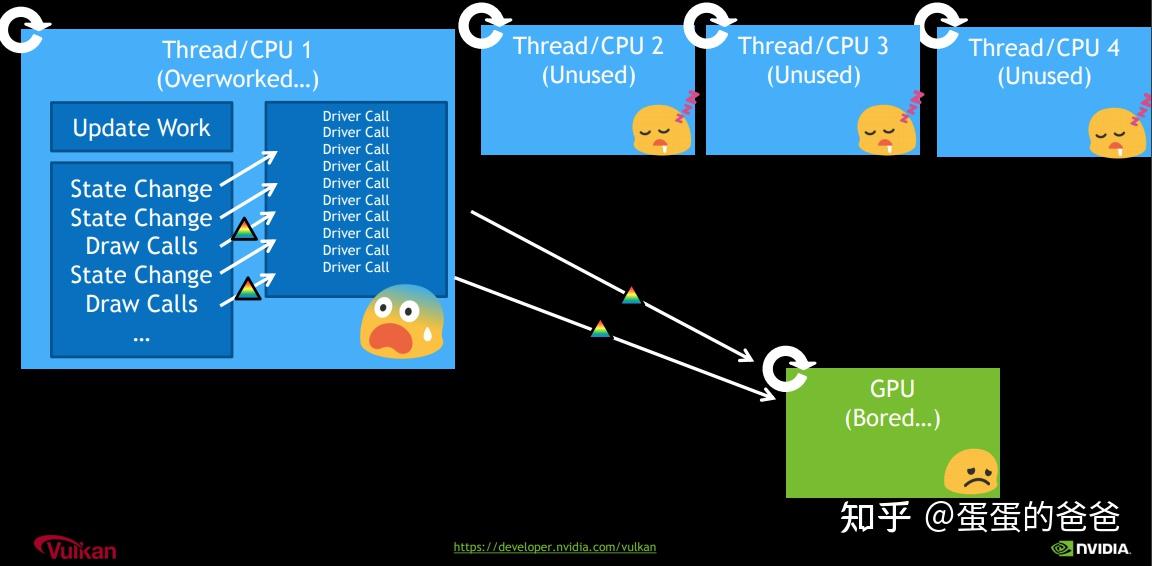 Thread/CPU 1
(Overworked…)
Update Work
State Change
State Change
Draw Calls
State Change
Draw Calls
…
Driver Call
Driver Call
Driver Call
Driver Call
Driver Call
Driver Call
Driver Call
Driver Call
Driver Call
Driver Call
Thread/CPU 2
(Unused)
Thread/CPU 3
(Unused)
Thread/CPU 4
(Unused)
GPU
(Bored…)
知乎 @蛋蛋的爸爸
Vulkan
https://developer.nvidia.com/vulkan
NVIDIA.